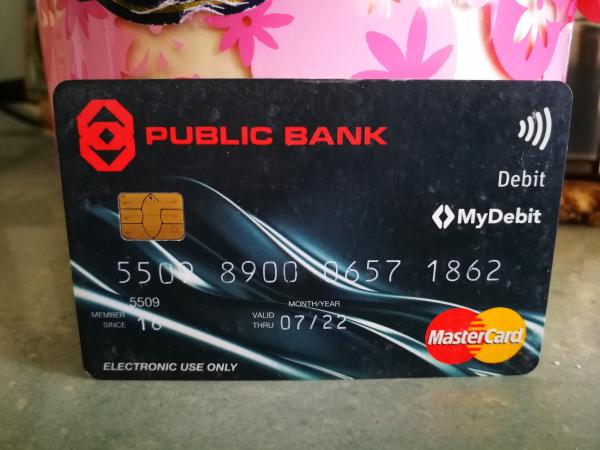 PUBLIC BANK
Debit
MyDebit
5509 8900 0657 1862
5509
MONTH/YEAR
MEMBER SINCE 16 VALID THRU 07/22
MasterCard
ELECTRONIC USE ONLY